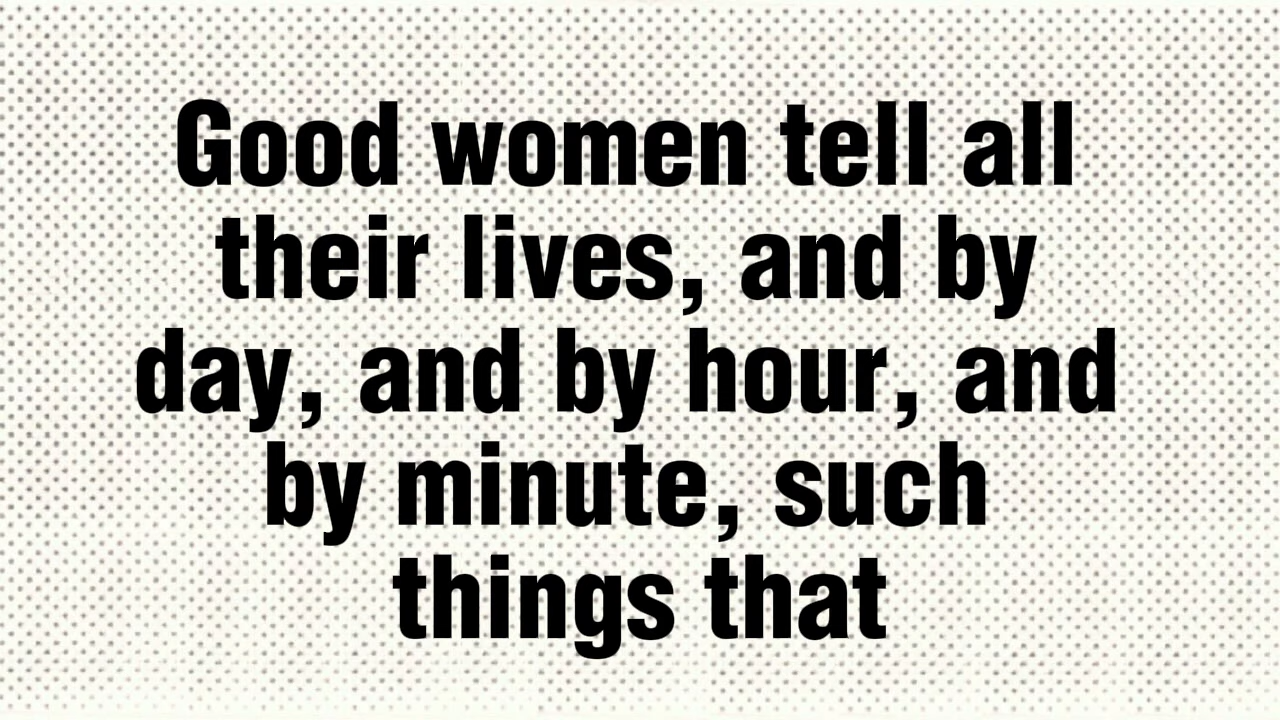 Good women tell all
their lives, and by
day, and by hour, and
by minute, such
things that